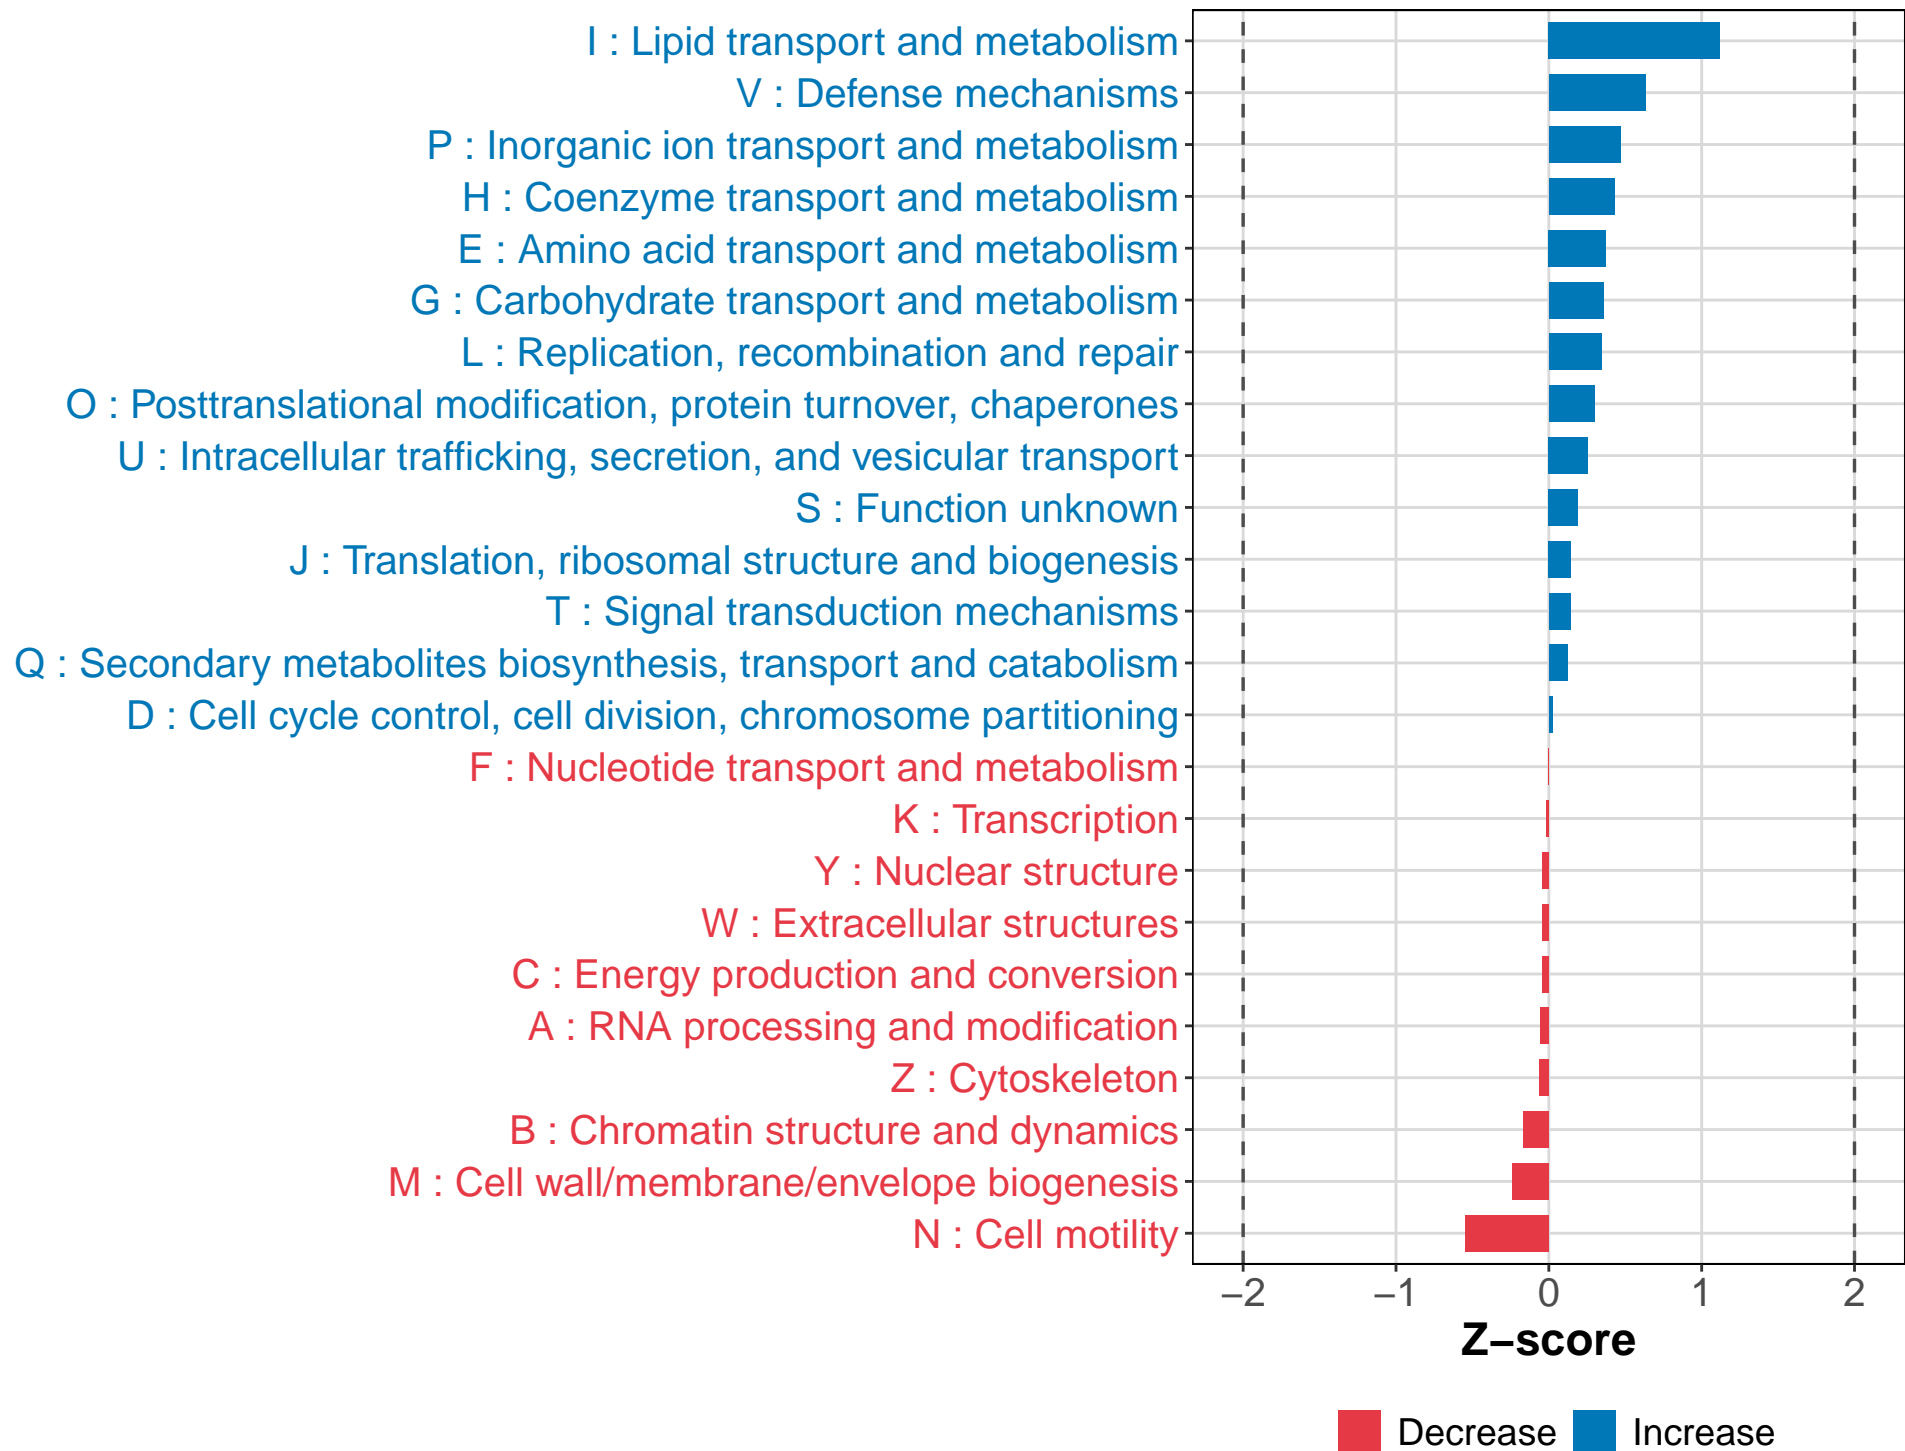 I : Lipid transport and metabolism
V : Defense mechanisms
P : Inorganic ion transport and metabolism
H : Coenzyme transport and metabolism
E : Amino acid transport and metabolism
G : Carbohydrate transport and metabolism
L : Replication, recombination and repair
O : Posttranslational modification, protein turnover, chaperones
U : Intracellular trafficking, secretion, and vesicular transport
S : Function unknown
J : Translation, ribosomal structure and biogenesis
T : Signal transduction mechanisms
Q : Secondary metabolites biosynthesis, transport and catabolism
D : Cell cycle control, cell division, chromosome partitioning
F : Nucleotide transport and metabolism
K : Transcription
Y : Nuclear structure
W : Extracellular structures
C : Energy production and conversion
A : RNA processing and modification
Z : Cytoskeleton
B : Chromatin structure and dynamics
M : Cell wall/membrane/envelope biogenesis
N : Cell motility
−2 −1 0 1 2
Z−score
Decrease Increase